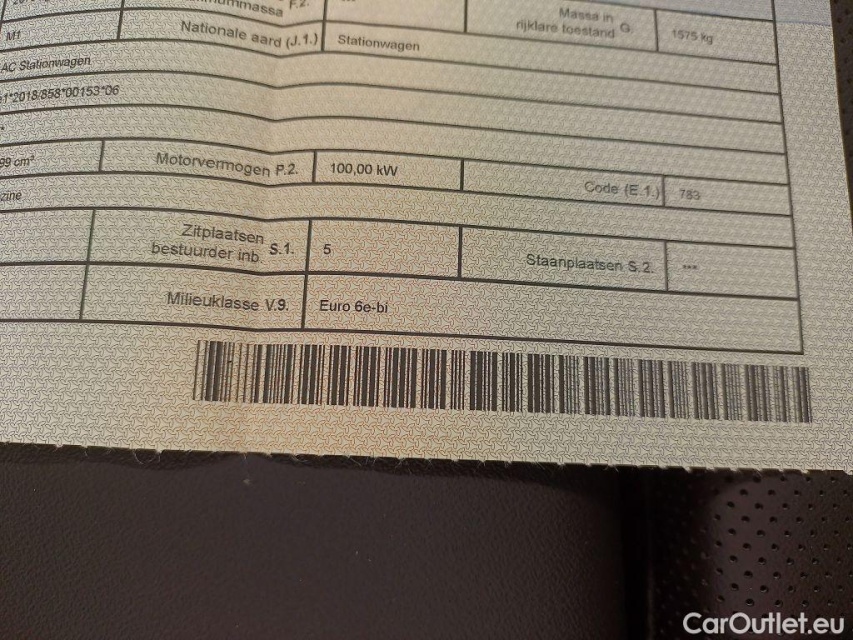 F.2.
Massa in
rijklare toestand G. 1575 kg
M1 Nationale aard (J.1.) Stationwagen
AC Stationwagen
1*2018/858*00153*06
99 cm³ Motorvermogen P.2. 100,00 kW Code (E.1.) 783
zine
Zitplaatsen
bestuurder inb. S.1. 5 Staanplaatsen S.2. ***
Milieuklasse V.9. Euro 6e-bi
CarOutlet.eu